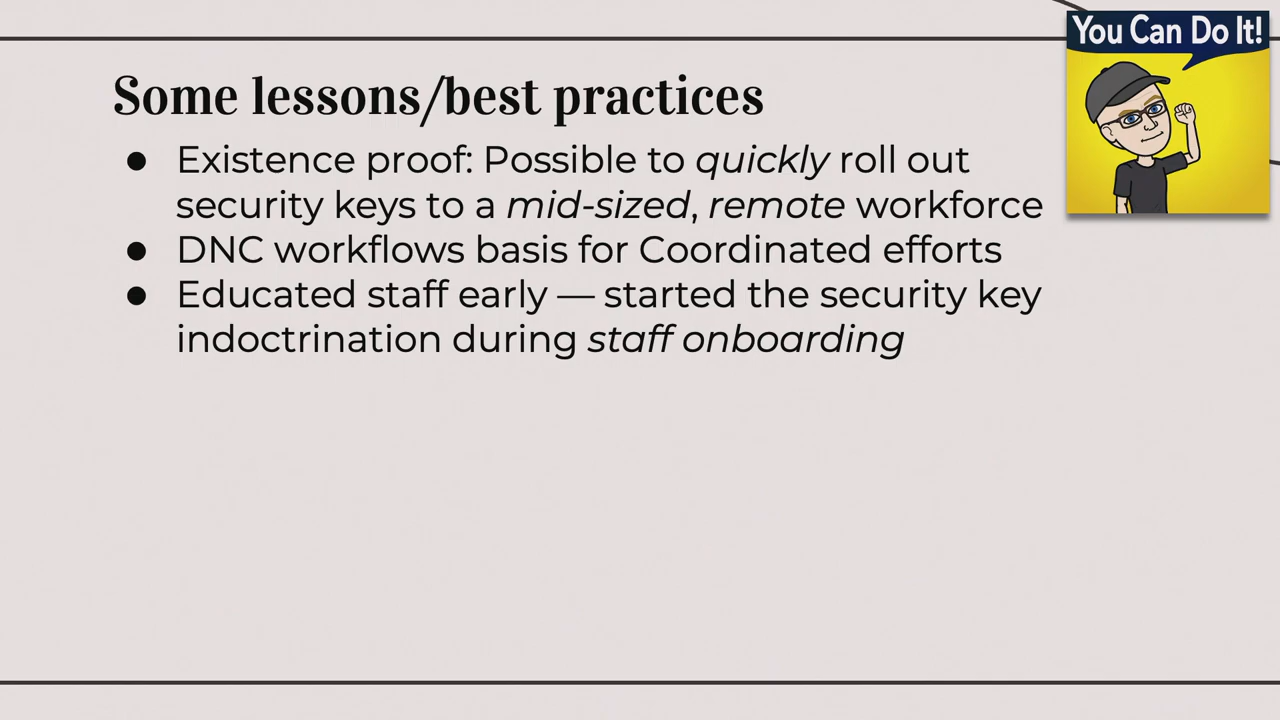 You Can Do It!
Some lessons/best practices
● Existence proof: Possible to quickly roll out
security keys to a mid-sized, remote workforce
● DNC workflows basis for Coordinated efforts
● Educated staff early — started the security key
indoctrination during staff onboarding